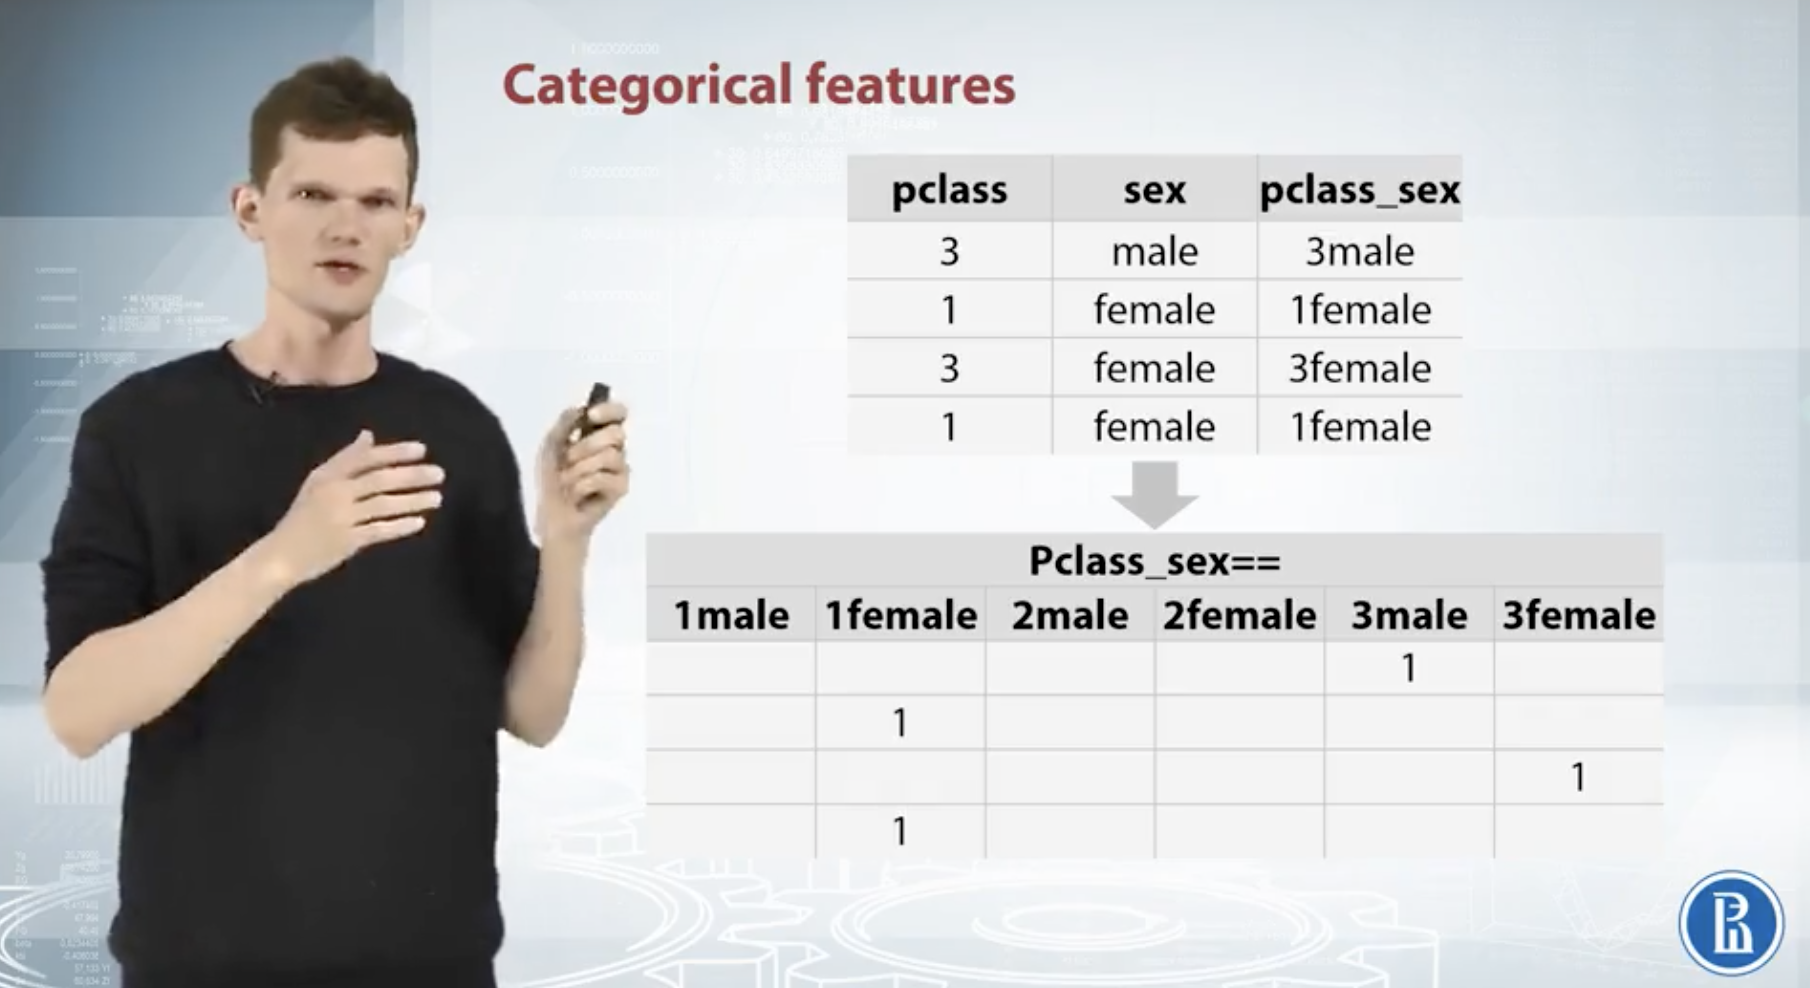 Categorical features
pclass sex pclass_sex
3 male 3male
1 female 1female
3 female 3female
1 female 1female
Pclass_sex==
1male 1female 2male 2female 3male 3female
1
1
1
1